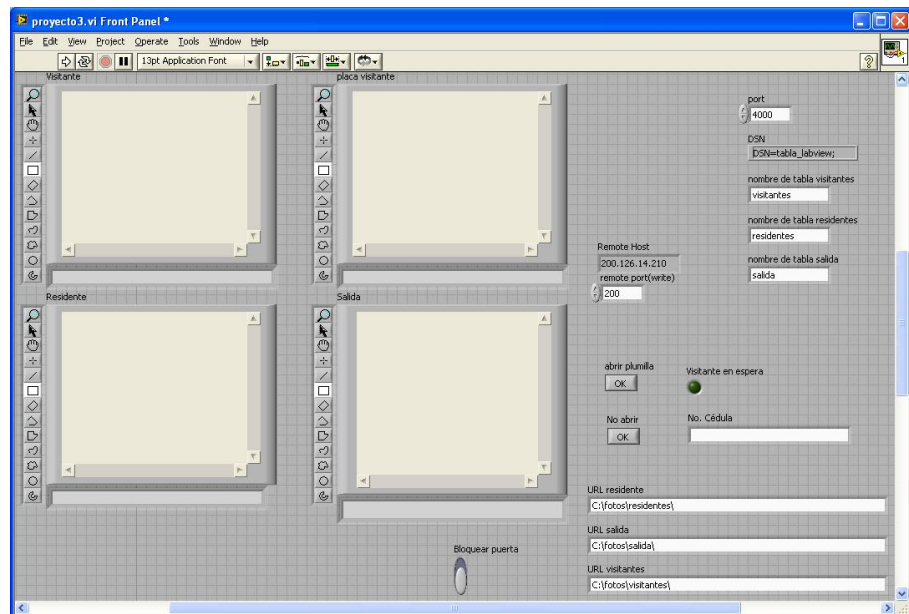 proyecto3.vi Front Panel *
File Edit View Project Operate Tools Window Help
13pt Application Font
1
Visitante
placa visitante
port
4000
DSN
DSN=tabla_labview;
nombre de tabla visitantes
visitantes
nombre de tabla residentes
residentes
nombre de tabla salida
salida
Remote Host
200.126.14.210
remote port(write)
200
Residente
Salida
abrir plumilla
OK
Visitante en espera
No abrir
OK
No. Cédula
URL residente
C:\fotos\residentes\
URL salida
C:\fotos\salida\
URL visitantes
C:\fotos\visitantes\
Bloquear puerta